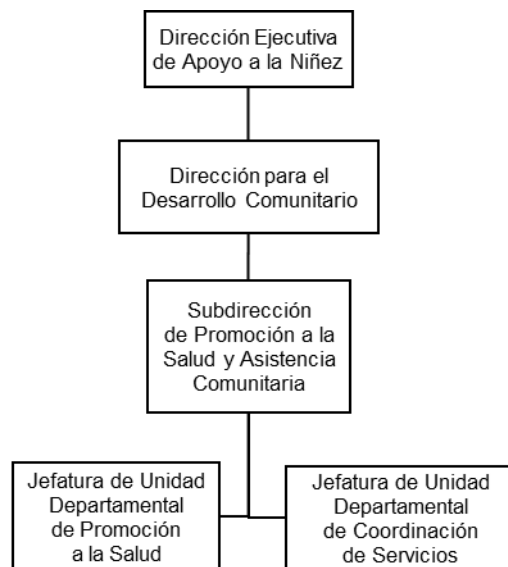 Dirección Ejecutiva
de Apoyo a la Niñez
Dirección para el
Desarrollo Comunitario
Subdirección
de Promoción a la
Salud y Asistencia
Comunitaria
Jefatura de Unidad
Departamental
de Promoción
a la Salud
Jefatura de Unidad
Departamental
de Coordinación
de Servicios